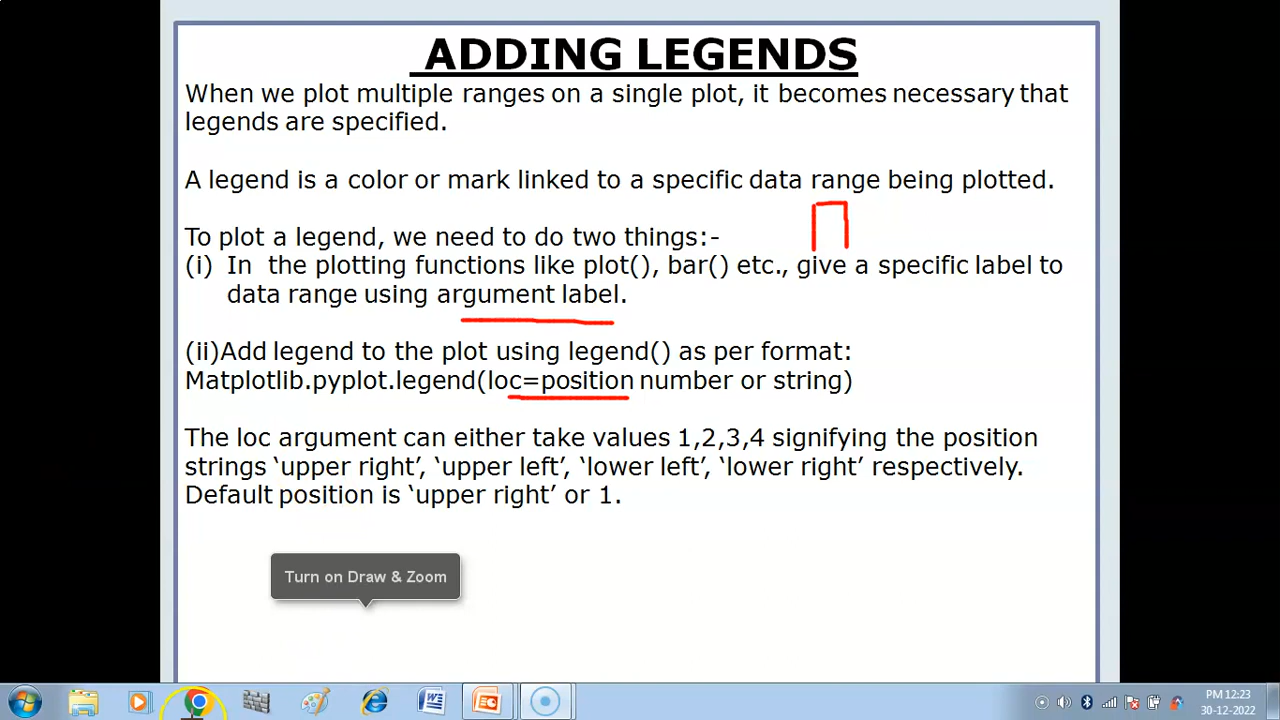 ADDING LEGENDS
When we plot multiple ranges on a single plot, it becomes necessary that
legends are specified.
A legend is a color or mark linked to a specific data range being plotted.
To plot a legend, we need to do two things:-
(i) In the plotting functions like plot(), bar() etc., give a specific label to
data range using argument label.
(ii)Add legend to the plot using legend() as per format:
Matplotlib.pyplot.legend(loc=position number or string)
The loc argument can either take values 1,2,3,4 signifying the position
strings ‘upper right’, ‘upper left’, ‘lower left’, ‘lower right’ respectively.
Default position is ‘upper right’ or 1.
Turn on Draw & Zoom
PM 12:23
30-12-2022